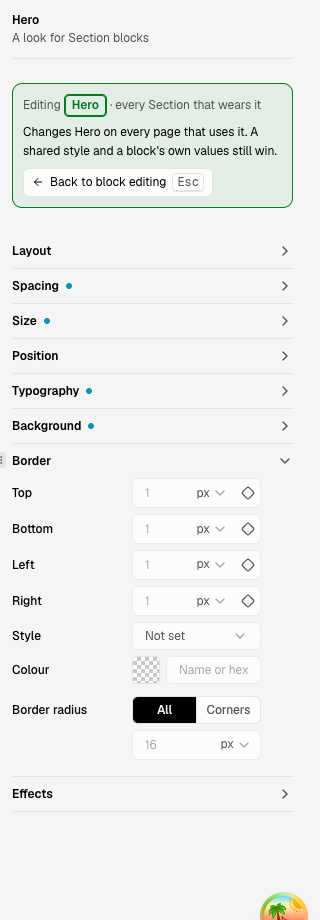 Hero
A look for Section blocks
Editing Hero · every Section that wears it
Changes Hero on every page that uses it. A
shared style and a block's own values still win.
← Back to block editing Esc
Layout
Spacing
Size
Position
Typography
Background
Border
Top 1 px
Bottom 1 px
Left 1 px
Right 1 px
Style Not set
Colour Name or hex
Border radius All Corners
16 px
Effects